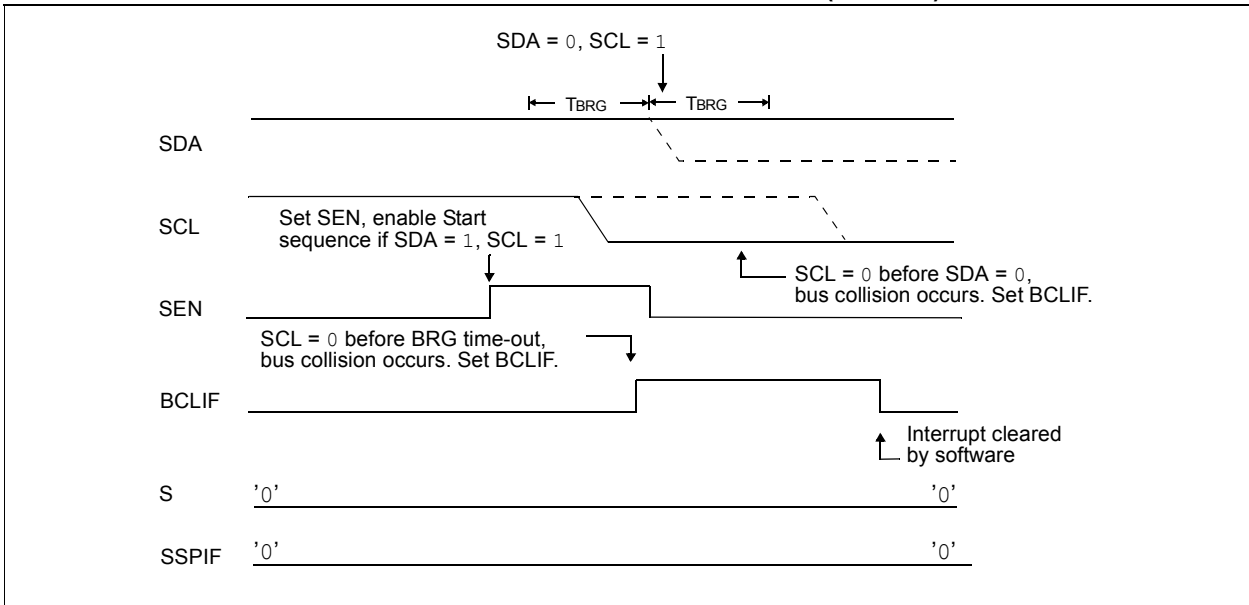 SDA = 0, SCL = 1
TBRG TBRG
SDA
SCL
Set SEN, enable Start
sequence if SDA = 1, SCL = 1
SCL = 0 before SDA = 0,
bus collision occurs. Set BCLIF.
SEN
SCL = 0 before BRG time-out,
bus collision occurs. Set BCLIF.
BCLIF
Interrupt cleared
by software
S '0' '0'
SSPIF '0' '0'